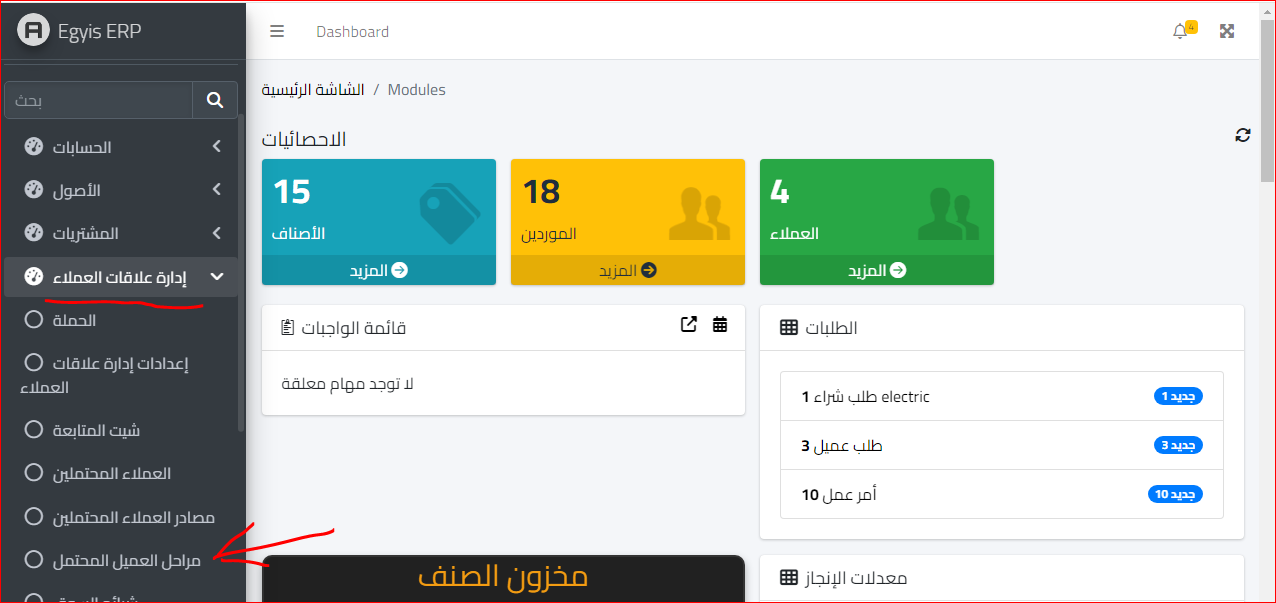 Egyis ERP
Dashboard
4
الشاشة الرئيسية / Modules
بحث
الحسابات
الأصول
المشتريات
إدارة علاقات العملاء
الحملة
إعدادات إدارة علاقات
العملاء
شيت المتابعة
العملاء المحتملين
مصادر العملاء المحتملين
مراحل العميل المحتمل
الاحصائيات
15
الأصناف
المزيد
18
الموردين
المزيد
4
العملاء
المزيد
قائمة الواجبات
لا توجد مهام معلقة
الطلبات
1 طلب شراء electric
جديد 1
3 طلب عميل
جديد 3
10 أمر عمل
جديد 10
مخزون الصنف
معدلات الإنجاز